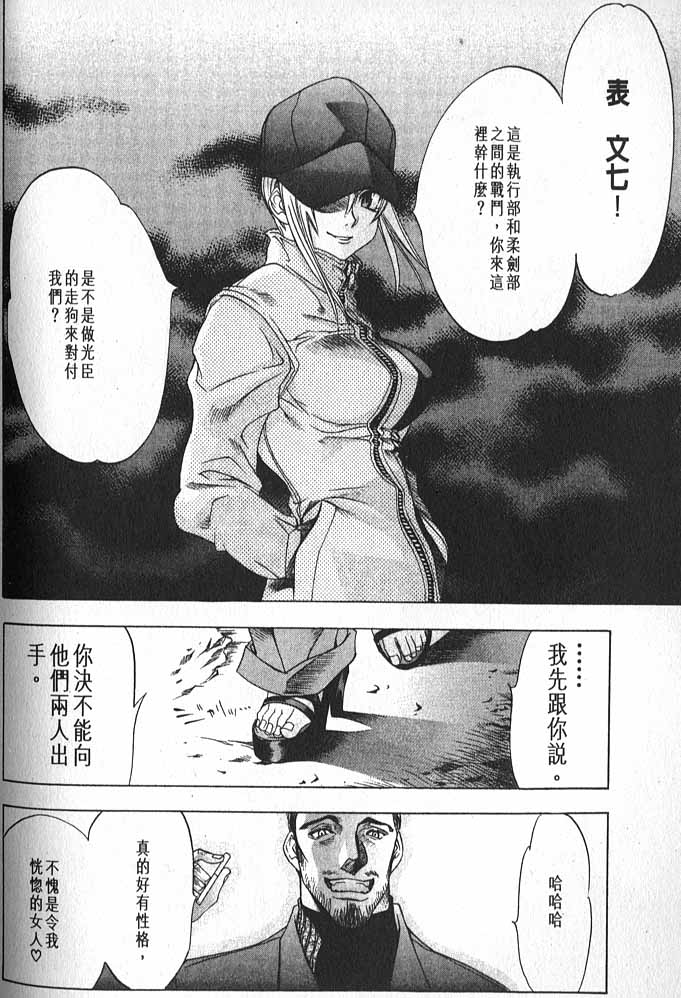 表　文七！
這是執行部和柔劍部
之間的戰鬥，你來這
裡幹什麼？
是不是做光臣
的走狗來對付
我們？
……
我先跟你說。
你決不能向
他們兩人出
手。
哈哈哈
真的好有性格，
不愧是令我
恍惚的女人♡